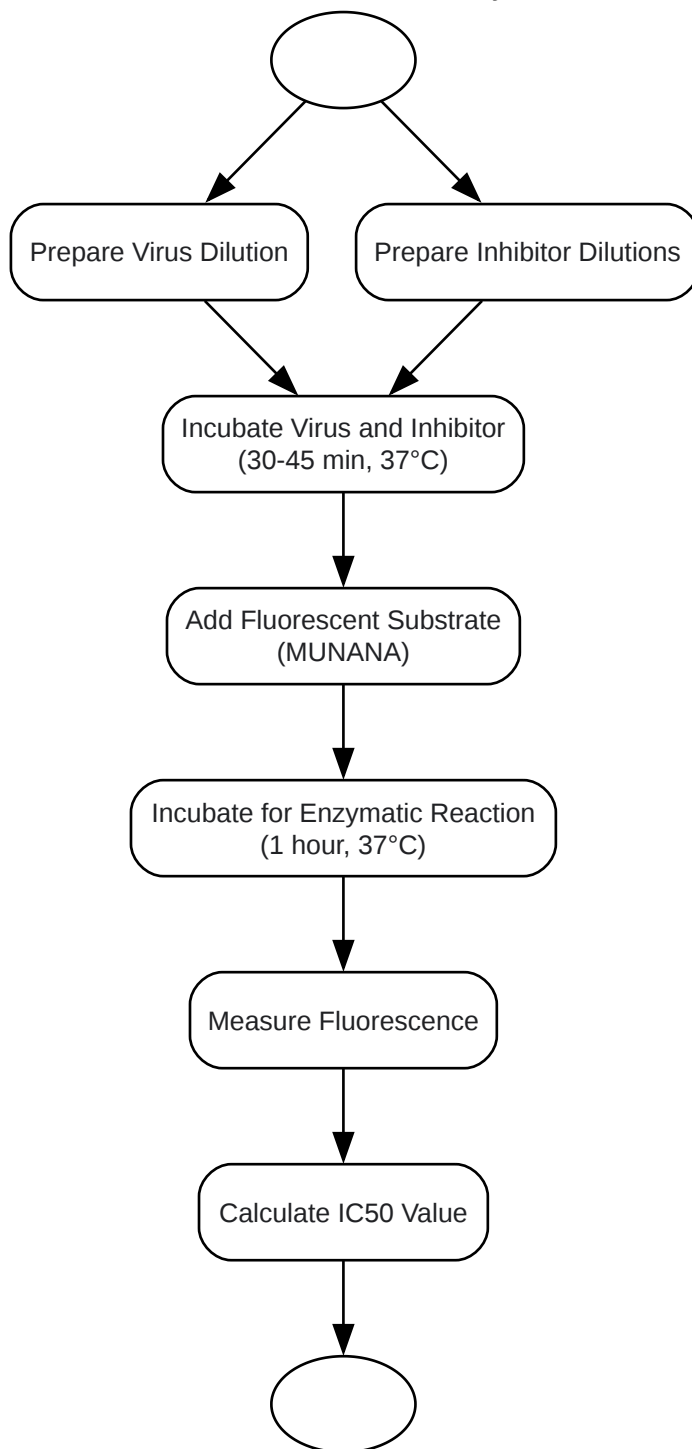 Prepare Virus Dilution
Prepare Inhibitor Dilutions
Incubate Virus and Inhibitor
(30-45 min, 37°C)
Add Fluorescent Substrate
(MUNANA)
Incubate for Enzymatic Reaction
(1 hour, 37°C)
Measure Fluorescence
Calculate IC50 Value